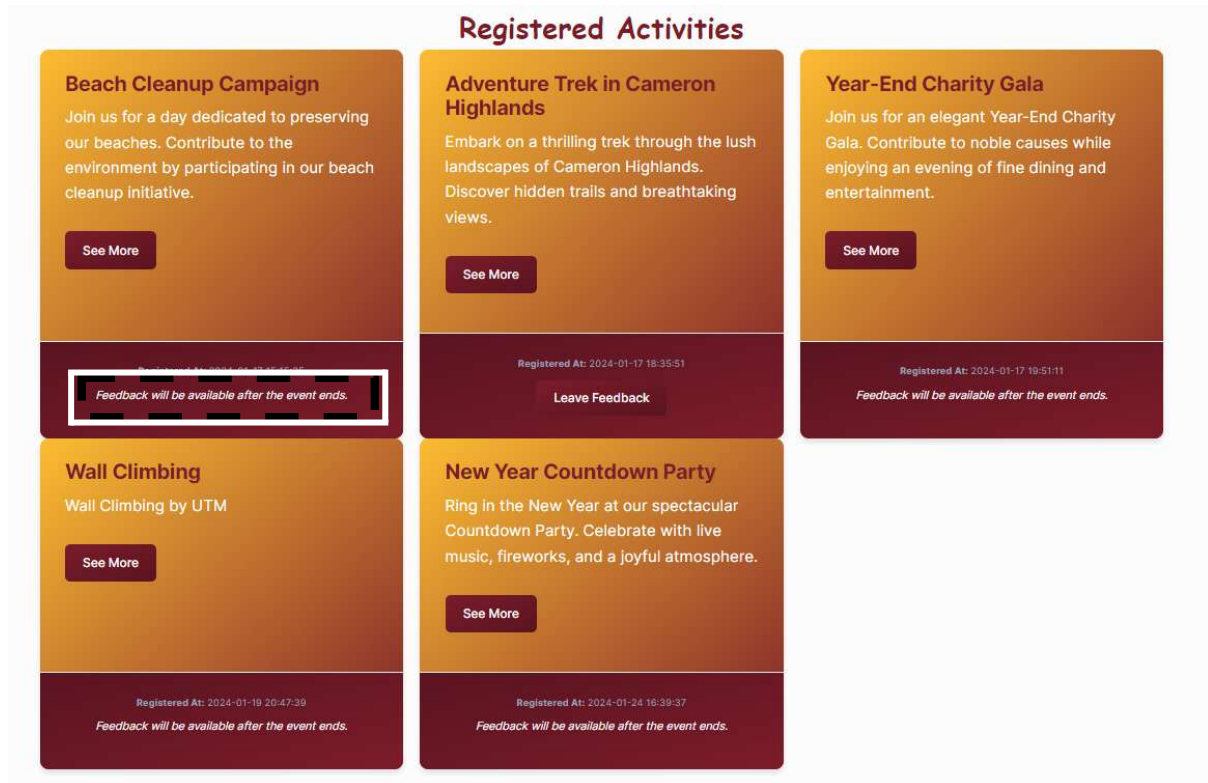 Registered Activities
Beach Cleanup Campaign
Join us for a day dedicated to preserving
our beaches. Contribute to the
environment by participating in our beach
cleanup initiative.
See More
Feedback will be available after the event ends.
Adventure Trek in Cameron
Highlands
Embark on a thrilling trek through the lush
landscapes of Cameron Highlands.
Discover hidden trails and breathtaking
views.
See More
Registered At: 2024-01-17 18:35:51
Leave Feedback
Year-End Charity Gala
Join us for an elegant Year-End Charity
Gala. Contribute to noble causes while
enjoying an evening of fine dining and
entertainment.
See More
Registered At: 2024-01-17 19:51:11
Feedback will be available after the event ends.
Wall Climbing
Wall Climbing by UTM
See More
Registered At: 2024-01-19 20:47:39
Feedback will be available after the event ends.
New Year Countdown Party
Ring in the New Year at our spectacular
Countdown Party. Celebrate with live
music, fireworks, and a joyful atmosphere.
See More
Registered At: 2024-01-24 16:39:37
Feedback will be available after the event ends.